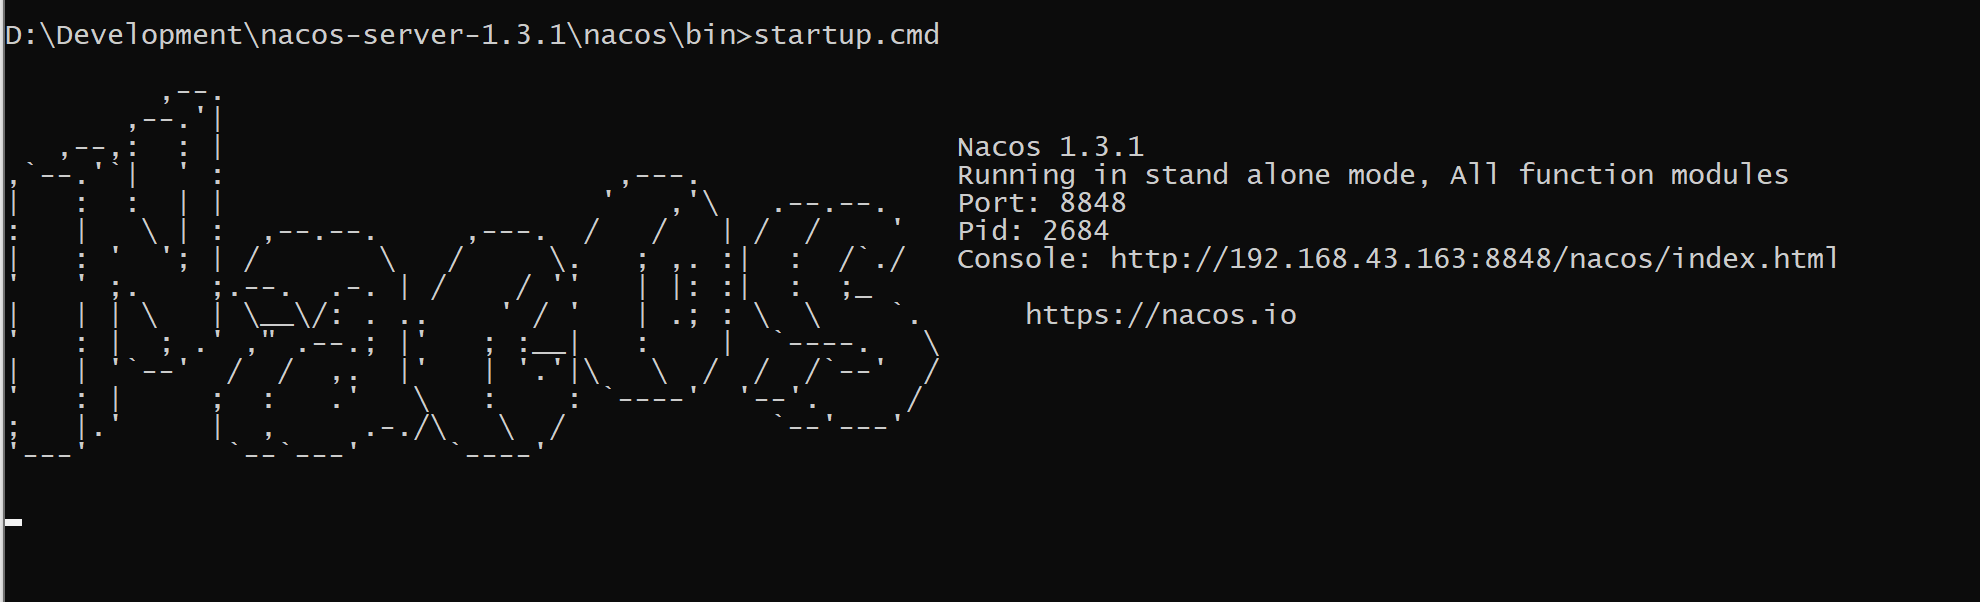 D:\Development\nacos-server-1.3.1\nacos\bin>startup.cmd
Nacos 1.3.1
Running in stand alone mode, All function modules
Port: 8848
Pid: 2684
Console: http://192.168.43.163:8848/nacos/index.html
https://nacos.io